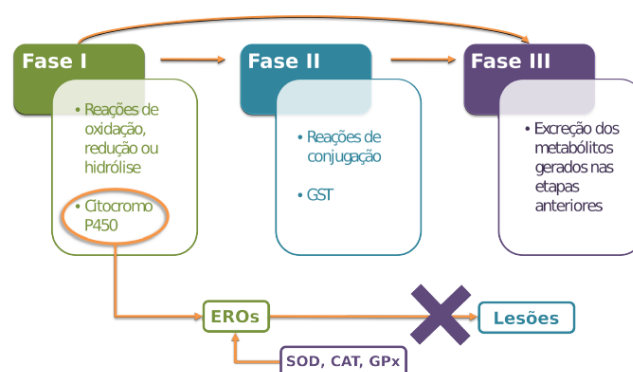 Fase I
Fase II
Fase III
• Reações de
oxidação,
redução ou
hidrólise
• Citocromo
P450
• Reações de
conjugação
• GST
• Excreção dos
metabólitos
gerados nas
etapas
anteriores
EROs
Lesões
SOD, CAT, GPx